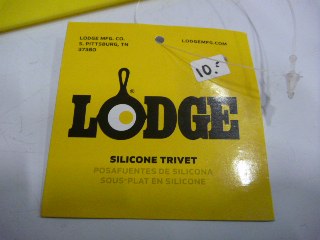 LODGE MFG. CO.
S. PITTSBURG, TN
37380
LODGEMFG.COM
10.-
LODGE®
SILICONE TRIVET
POSAFUENTES DE SILICONA
SOUS-PLAT EN SILICONE